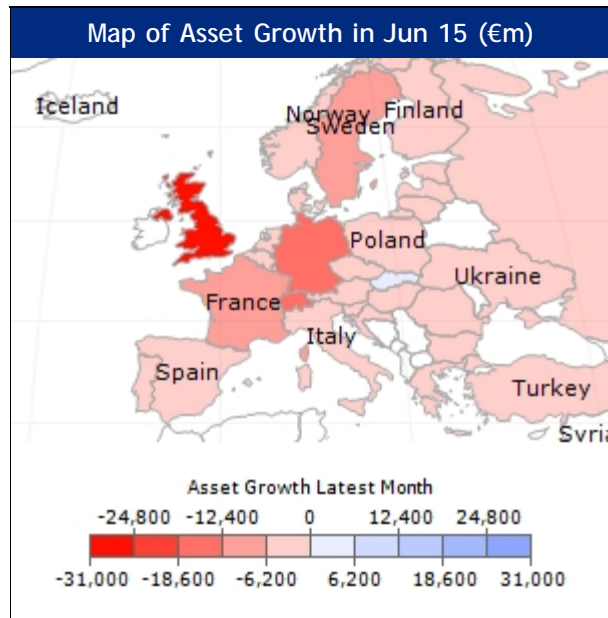 Map of Asset Growth in Jun 15 (€m)
Iceland
Norway
Finland
Sweden
Poland
Ukraine
France
Italy
Spain
Turkey
Syria
Asset Growth Latest Month
-24,800 -12,400 0 12,400 24,800
-31,000 -18,600 -6,200 6,200 18,600 31,000